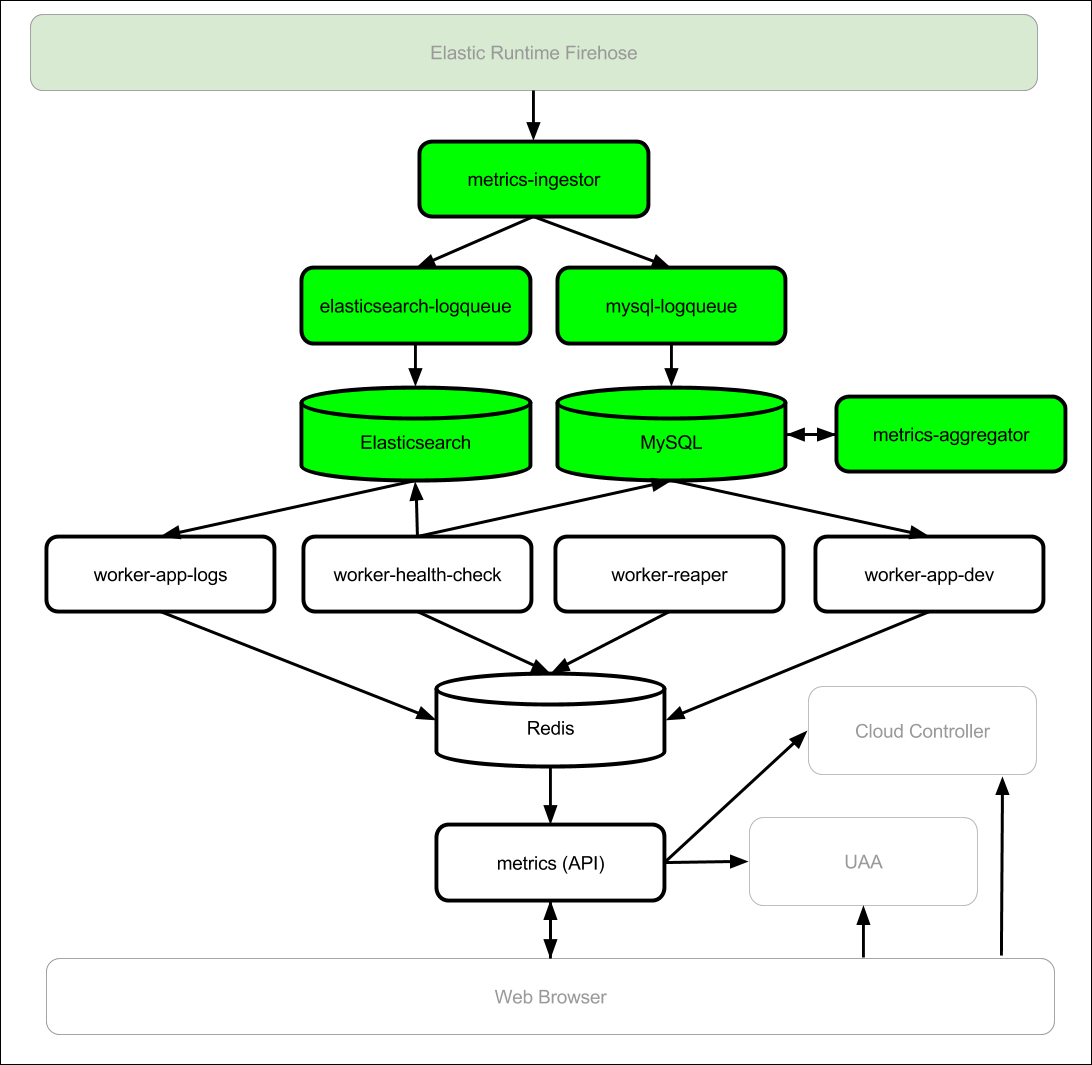 Elastic Runtime Firehose
metrics-ingestor
elasticsearch-logqueue
mysql-logqueue
Elasticsearch
MySQL
metrics-aggregator
worker-app-logs
worker-health-check
worker-reaper
worker-app-dev
Redis
Cloud Controller
metrics (API)
UAA
Web Browser